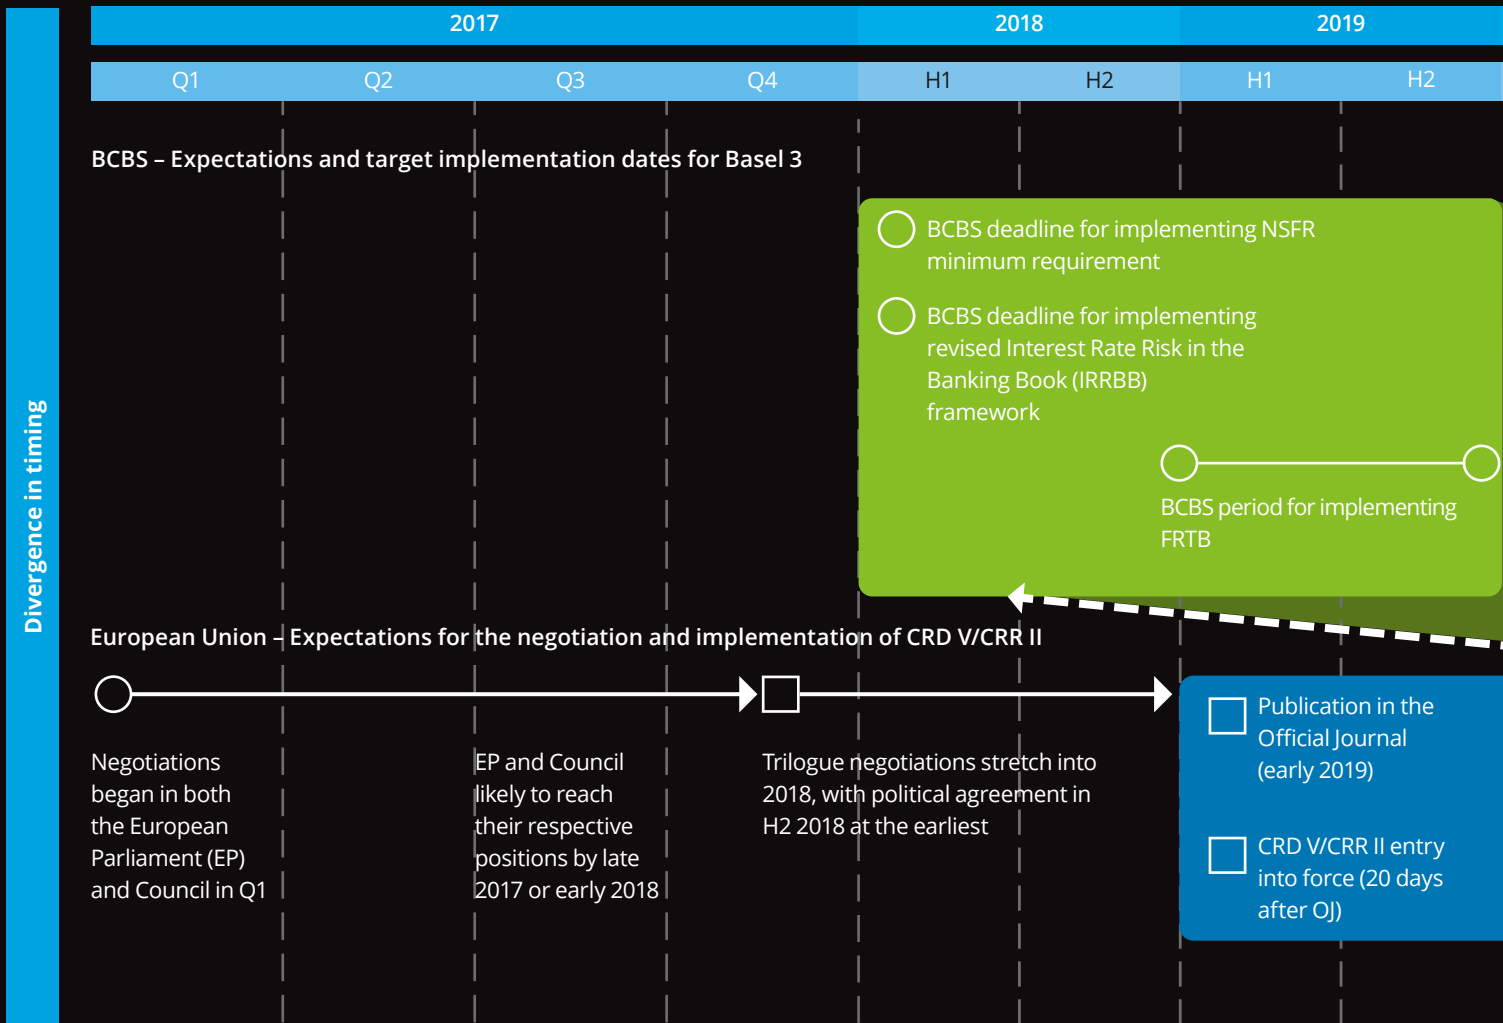 2017
2018
2019
Q1
Q2
Q3
Q4
H1
H2
H1
H2
Divergence in timing
BCBS – Expectations and target implementation dates for Basel 3
BCBS deadline for implementing NSFR
minimum requirement
BCBS deadline for implementing
revised Interest Rate Risk in the
Banking Book (IRRBB)
framework
BCBS period for implementing
FRTB
European Union – Expectations for the negotiation and implementation of CRD V/CRR II
Negotiations
began in both
the European
Parliament (EP)
and Council in Q1
EP and Council
likely to reach
their respective
positions by late
2017 or early 2018
Trilogue negotiations stretch into
2018, with political agreement in
H2 2018 at the earliest
Publication in the
Official Journal
(early 2019)
CRD V/CRR II entry
into force (20 days
after OJ)